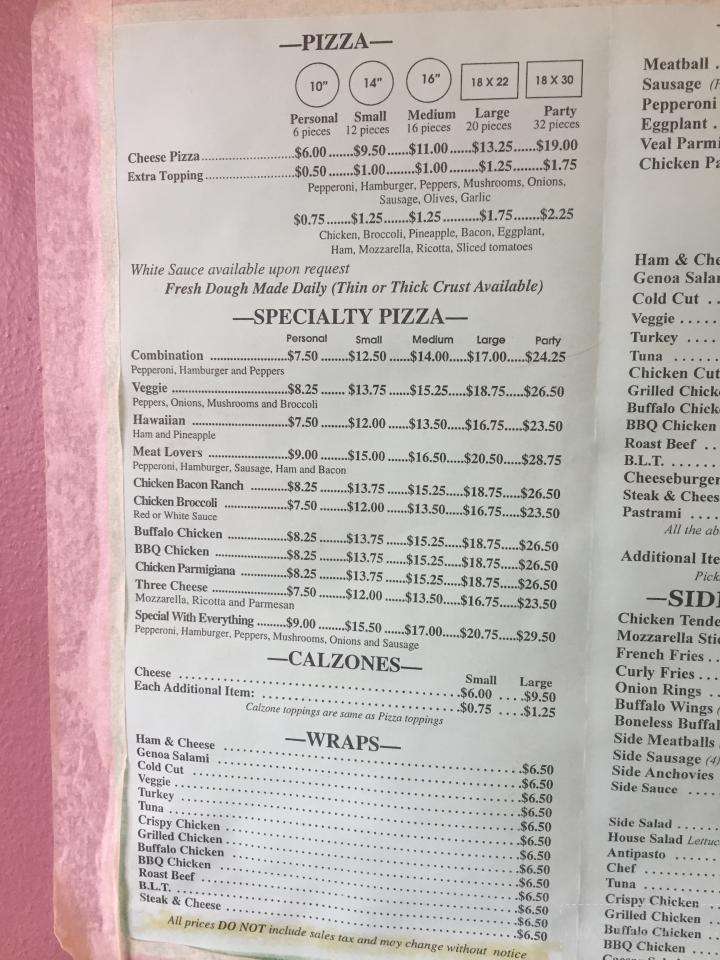 —PIZZA—
10" 14" 16" 18 X 22 18 X 30
Personal Small Medium Large Party
6 pieces 12 pieces 16 pieces 20 pieces 32 pieces
Cheese Pizza..............................$6.00.......$9.50......$11.00......$13.25......$19.00
Extra Topping............................$0.50.......$1.00.......$1.00........$1.25.......$1.75
Pepperoni, Hamburger, Peppers, Mushrooms, Onions,
Sausage, Olives, Garlic
$0.75.......$1.25.......$1.25 ..........$1.75.......$2.25
Chicken, Broccoli, Pineapple, Bacon, Eggplant,
Ham, Mozzarella, Ricotta, Sliced tomatoes
White Sauce available upon request
Fresh Dough Made Daily (Thin or Thick Crust Available)
—SPECIALTY PIZZA—
Personal Small Medium Large Party
Combination ......................$7.50 .......$12.50 ......$14.00.....$17.00.....$24.25
Pepperoni, Hamburger and Peppers
Veggie ..................................$8.25 ....... $13.75 ......$15.25.....$18.75.....$26.50
Peppers, Onions, Mushrooms and Broccoli
Hawaiian ............................$7.50 ........$12.00 ......$13.50.....$16.75.....$23.50
Ham and Pineapple
Meat Lovers ........................$9.00 ........$15.00 ......$16.50.....$20.50.....$28.75
Pepperoni, Hamburger, Sausage, Ham and Bacon
Chicken Bacon Ranch ..........$8.25 ........$13.75 ......$15.25.....$18.75.....$26.50
Chicken Broccoli ..................$7.50 ........$12.00 ......$13.50.....$16.75.....$23.50
Red or White Sauce
Buffalo Chicken ..................$8.25 ........$13.75 ......$15.25.....$18.75.....$26.50
BBQ Chicken ......................$8.25 ........$13.75 ......$15.25.....$18.75.....$26.50
Chicken Parmigiana ............$8.25 ........$13.75 ......$15.25.....$18.75.....$26.50
Three Cheese ......................$7.50 ........$12.00 ......$13.50.....$16.75.....$23.50
Mozzarella, Ricotta and Parmesan
Special With Everything ........$9.00 ........$15.50 .....$17.00.....$20.75.....$29.50
Pepperoni, Hamburger, Peppers, Mushrooms, Onions and Sausage
—CALZONES—
Small Large
Cheese ........................................$6.00 ....$9.50
Each Additional Item: ..............................$0.75 ....$1.25
Calzone toppings are same as Pizza toppings
—WRAPS—
Ham & Cheese ........................................$6.50
Genoa Salami ........................................$6.50
Cold Cut ........................................$6.50
Veggie ........................................$6.50
Turkey ........................................$6.50
Tuna ........................................$6.50
Crispy Chicken ........................................$6.50
Grilled Chicken ........................................$6.50
Buffalo Chicken ........................................$6.50
BBQ Chicken ........................................$6.50
Roast Beef ........................................$6.50
B.L.T. ........................................$6.50
Steak & Cheese ........................................$6.50
All prices DO NOT include sales tax and may change without notice
Meatball .
Sausage
Pepperoni
Eggplant .
Veal Parmi
Chicken Pa
Ham & Che
Genoa Salar
Cold Cut ..
Veggie .....
Turkey ....
Tuna ......
Chicken Cut
Grilled Chick
Buffalo Chick
BBQ Chicken
Roast Beef ..
B.L.T. ......
Cheeseburger
Steak & Chees
Pastrami ....
All the ab
Additional Ite
Pick
—SIDE
Chicken Tende
Mozzarella Stic
French Fries ...
Curly Fries ...
Onion Rings ...
Buffalo Wings (
Boneless Buffal
Side Meatballs
Side Sausage (4)
Side Anchovies
Side Sauce ....
Side Salad ......
House Salad Lettuc
Antipasto ......
Chef ..........
Tuna ..........
Crispy Chicken ..
Grilled Chicken ..
Buffalo Chicken ..
BBQ Chicken ....